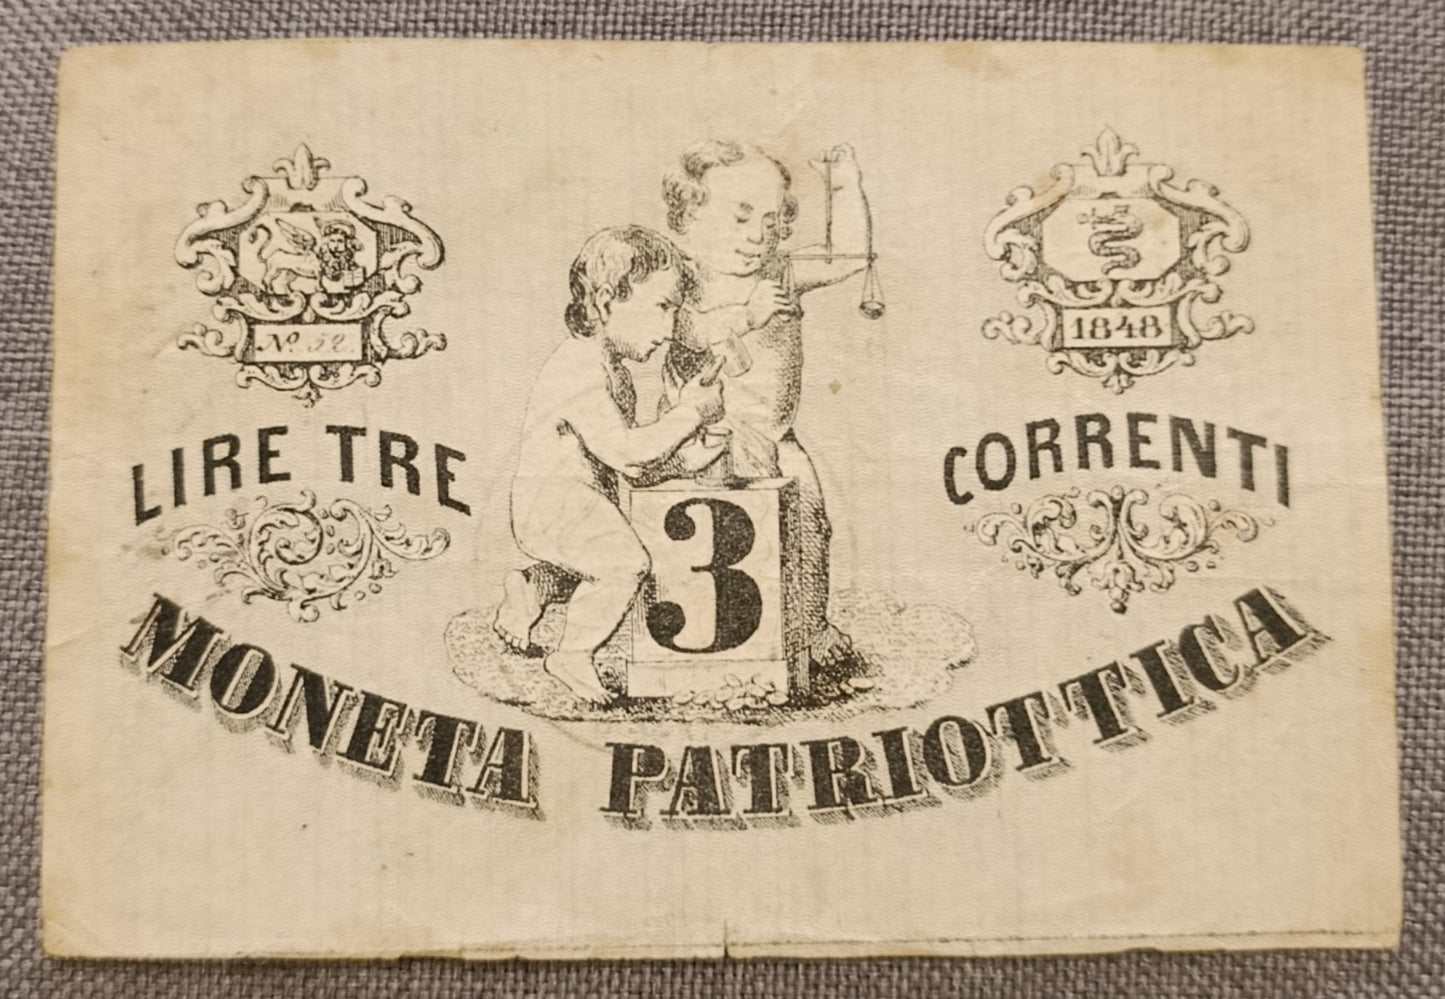 Nº 52
1848
LIRE TRE
CORRENTI
3
MONETA PATRIOTTICA